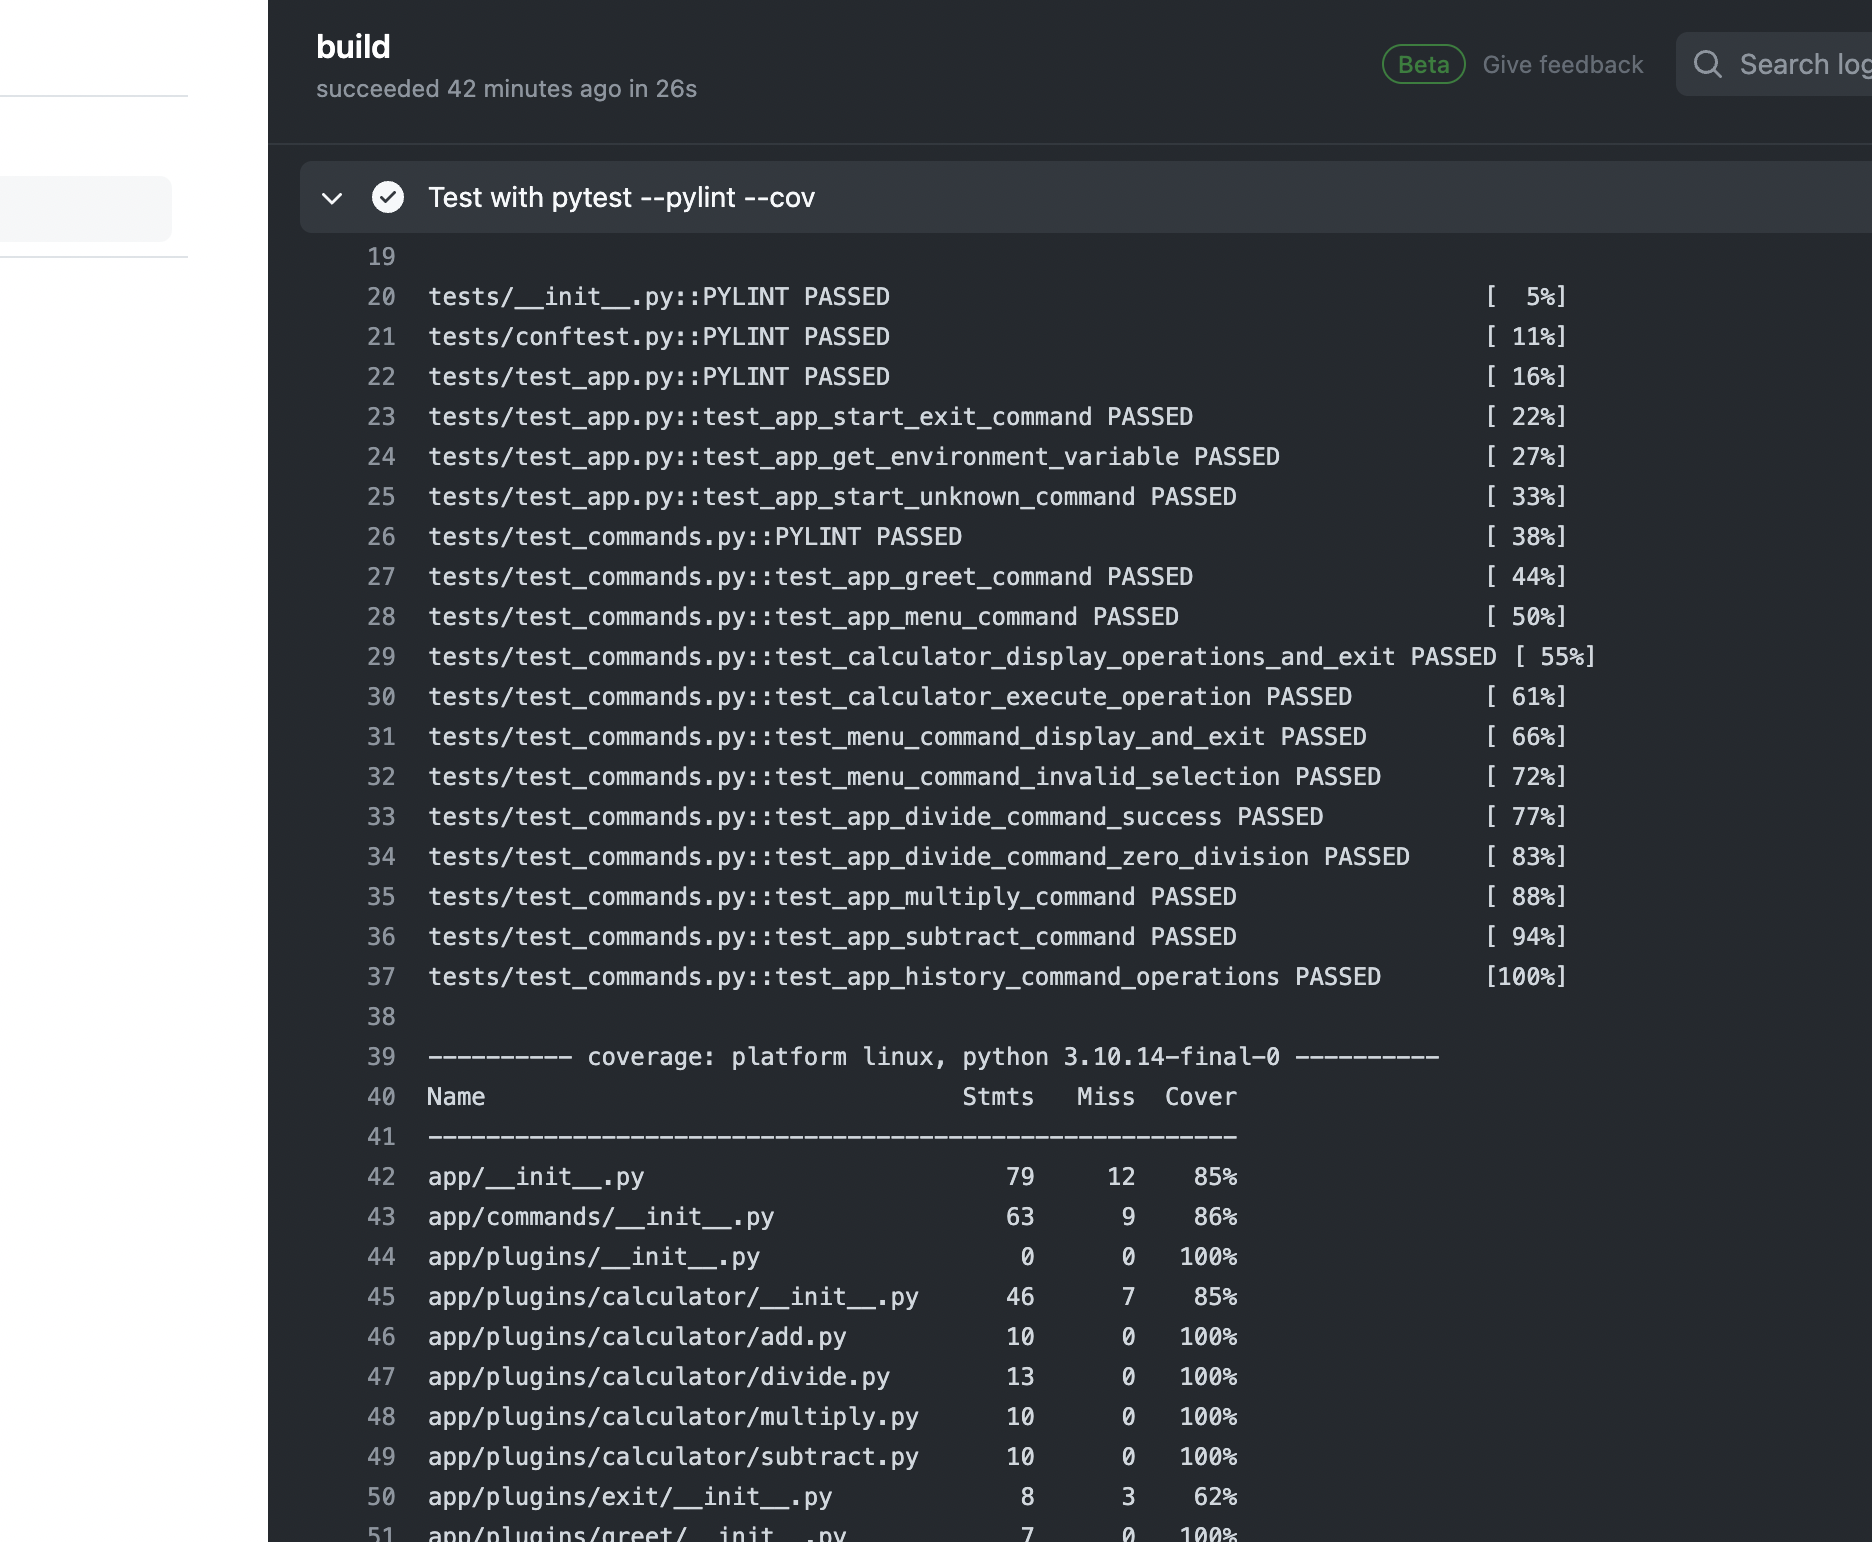 build
succeeded 42 minutes ago in 26s
Beta Give feedback
Search log
Test with pytest --pylint --cov
19
20 tests/__init__.py::PYLINT PASSED [  5%]
21 tests/conftest.py::PYLINT PASSED [ 11%]
22 tests/test_app.py::PYLINT PASSED [ 16%]
23 tests/test_app.py::test_app_start_exit_command PASSED [ 22%]
24 tests/test_app.py::test_app_get_environment_variable PASSED [ 27%]
25 tests/test_app.py::test_app_start_unknown_command PASSED [ 33%]
26 tests/test_commands.py::PYLINT PASSED [ 38%]
27 tests/test_commands.py::test_app_greet_command PASSED [ 44%]
28 tests/test_commands.py::test_app_menu_command PASSED [ 50%]
29 tests/test_commands.py::test_calculator_display_operations_and_exit PASSED [ 55%]
30 tests/test_commands.py::test_calculator_execute_operation PASSED [ 61%]
31 tests/test_commands.py::test_menu_command_display_and_exit PASSED [ 66%]
32 tests/test_commands.py::test_menu_command_invalid_selection PASSED [ 72%]
33 tests/test_commands.py::test_app_divide_command_success PASSED [ 77%]
34 tests/test_commands.py::test_app_divide_command_zero_division PASSED [ 83%]
35 tests/test_commands.py::test_app_multiply_command PASSED [ 88%]
36 tests/test_commands.py::test_app_subtract_command PASSED [ 94%]
37 tests/test_commands.py::test_app_history_command_operations PASSED [100%]
38
39 ---------- coverage: platform linux, python 3.10.14-final-0 ----------
40 Name Stmts Miss Cover
41 --------------------------------------------------------
42 app/__init__.py 79 12 85%
43 app/commands/__init__.py 63 9 86%
44 app/plugins/__init__.py 0 0 100%
45 app/plugins/calculator/__init__.py 46 7 85%
46 app/plugins/calculator/add.py 10 0 100%
47 app/plugins/calculator/divide.py 13 0 100%
48 app/plugins/calculator/multiply.py 10 0 100%
49 app/plugins/calculator/subtract.py 10 0 100%
50 app/plugins/exit/__init__.py 8 3 62%
51 app/plugins/greet/__init__.py 7 0 100%